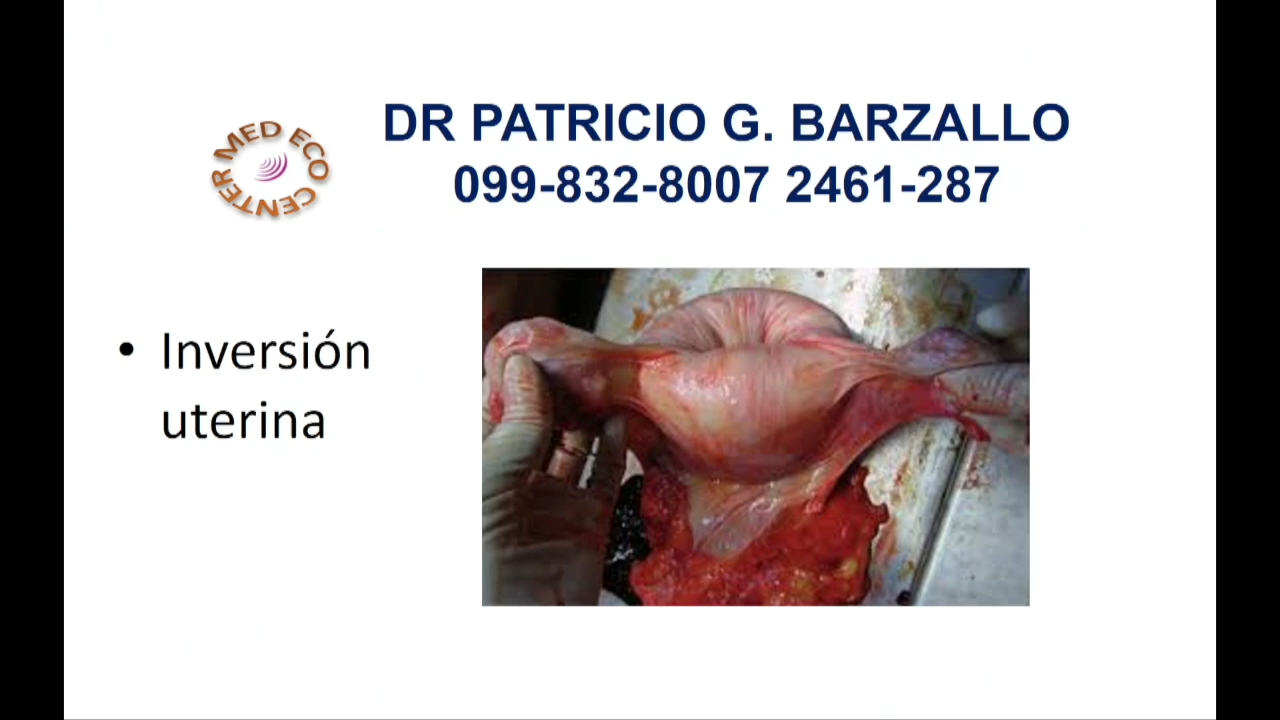 MED ECO CENTER
DR PATRICIO G. BARZALLO
099-832-8007 2461-287
• Inversión
uterina